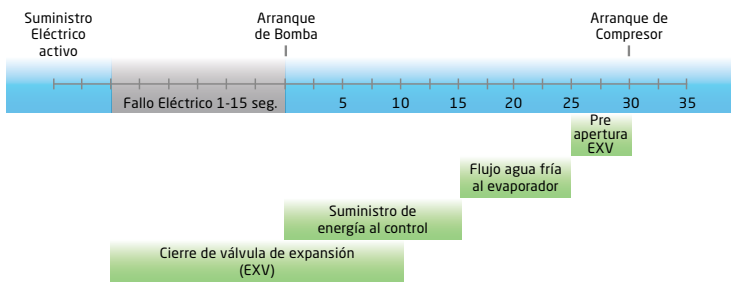 Suministro
Eléctrico
activo
Arranque
de Bomba
Arranque de
Compresor
Fallo Eléctrico 1-15 seg.
5
10
15
20
25
30
35
Pre
apertura
EXV
Flujo agua fría
al evaporador
Suministro de
energía al control
Cierre de válvula de expansión
(EXV)